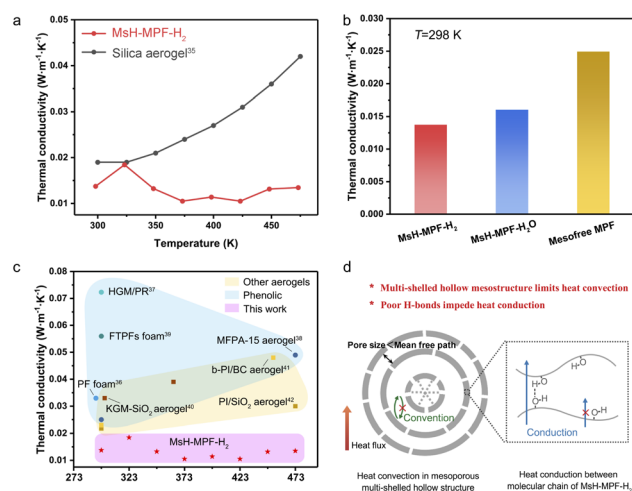 a
MsH-MPF-H2
Silica aerogel35
Thermal conductivity (W·m-1·K-1)
0.05
0.04
0.03
0.02
0.01
300
350
400
450
Temperature (K)
b
T=298 K
Thermal conductivity (W·m-1·K-1)
0.030
0.025
0.020
0.015
0.010
0.005
0.000
MsH-MPF-H2
MsH-MPF-H2O
Mesofree MPF
c
Other aerogels
Phenolic
This work
Thermal conductivity (W·m-1·K-1)
0.08
0.07
0.06
0.05
0.04
0.03
0.02
0.01
HGM/PR37
FTPFs foam39
MFPA-15 aerogel38
b-PI/BC aerogel41
PF foam36
KGM-SiO2 aerogel40
PI/SiO2 aerogel42
MsH-MPF-H2
273
323
373
423
473
d
* Multi-shelled hollow mesostructure limits heat convection
* Poor H-bonds impede heat conduction
Pore size<Mean free path
Convention
Heat flux
H-O
O-H
O-H
Conduction
Heat convection in mesoporous
multi-shelled hollow structure
Heat conduction between
molecular chain of MsH-MPF-H2